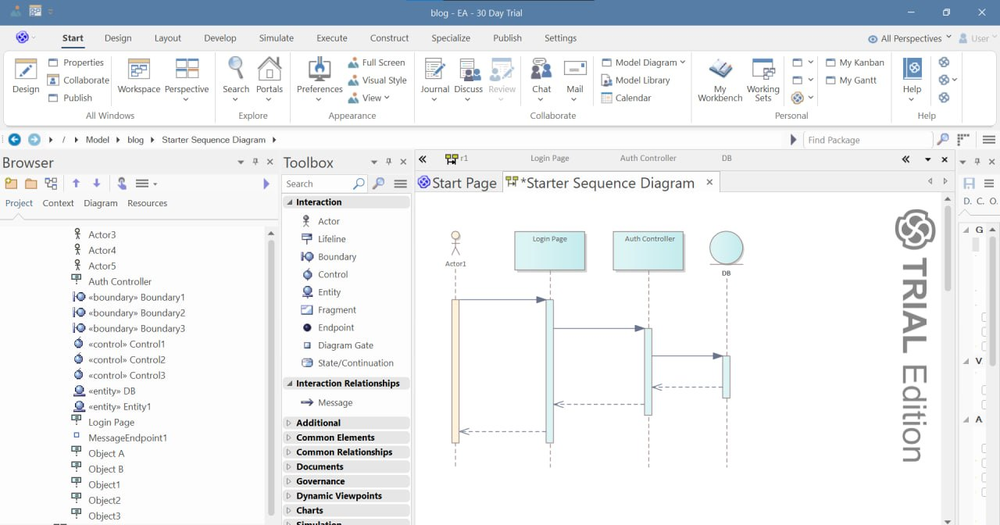 blog - EA - 30 Day Trial
Start Design Layout Develop Simulate Execute Construct Specialize Publish Settings All Perspectives User
Design
Properties
Collaborate
Publish
All Windows
Workspace Perspective
Search Portals
Explore
Preferences
Full Screen
Visual Style
View
Appearance
Journal Discuss Review Chat Mail
Model Diagram
Model Library
Calendar
Collaborate
My Workbench
Working Sets
My Kanban
My Gantt
Personal
Help
Help
/ Model blog Starter Sequence Diagram Find Package
Browser
Project Context Diagram Resources
Actor3
Actor4
Actor5
Auth Controller
«boundary» Boundary1
«boundary» Boundary2
«boundary» Boundary3
«control» Control1
«control» Control2
«control» Control3
«entity» DB
«entity» Entity1
Login Page
MessageEndpoint1
Object A
Object B
Object1
Object2
Object3
Toolbox
Search
Interaction
Actor
Lifeline
Boundary
Control
Entity
Fragment
Endpoint
Diagram Gate
State/Continuation
Interaction Relationships
Message
Additional
Common Elements
Common Relationships
Documents
Governance
Dynamic Viewpoints
Charts
Simulation
r1 Login Page Auth Controller DB
Start Page *Starter Sequence Diagram
Actor1
Login Page
Auth Controller
DB
TRIAL Edition
D. C. O.
G
V
A